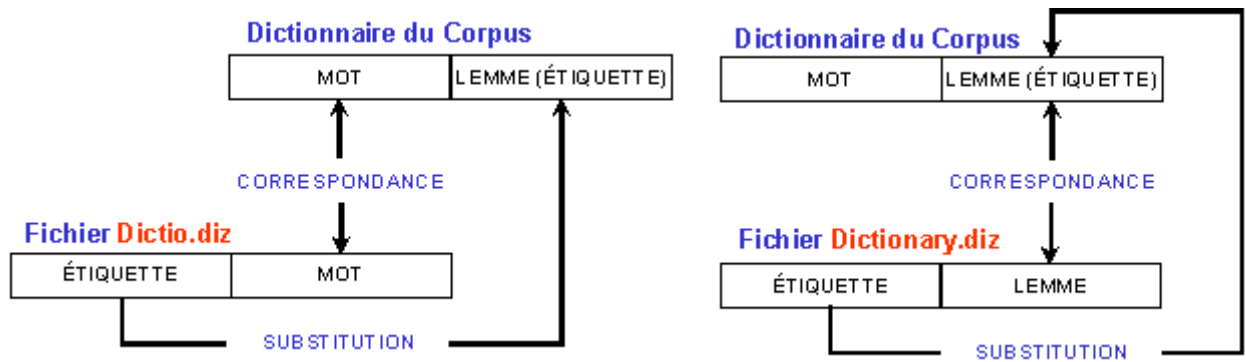 Dictionnaire du Corpus
MOT LEMME (ÉTIQUETTE)
CORRESPONDANCE
Fichier Dictio.diz
ÉTIQUETTE MOT
SUBSTITUTION
Dictionnaire du Corpus
MOT LEMME (ÉTIQUETTE)
CORRESPONDANCE
Fichier Dictionary.diz
ÉTIQUETTE LEMME
SUBSTITUTION